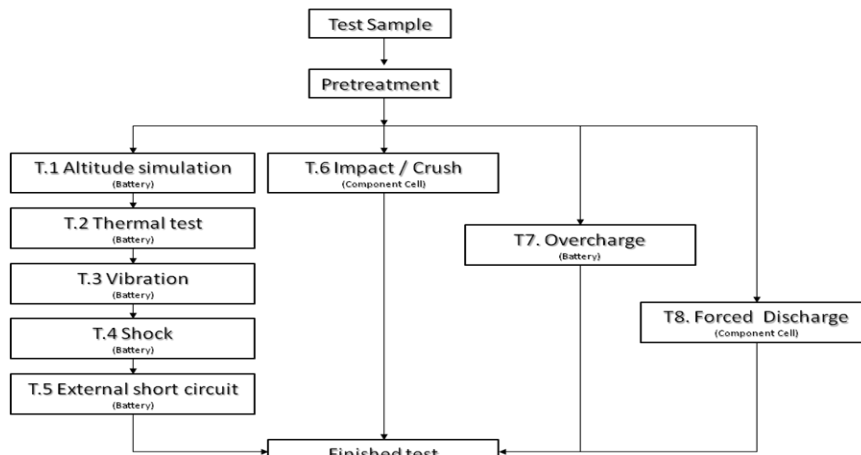 Test Sample
Pretreatment
T.1 Altitude simulation
(Battery)
T.2 Thermal test
(Battery)
T.3 Vibration
(Battery)
T.4 Shock
(Battery)
T.5 External short circuit
(Battery)
T.6 Impact / Crush
(Component Cell)
T7. Overcharge
(Battery)
T8. Forced Discharge
(Component Cell)
Finished test